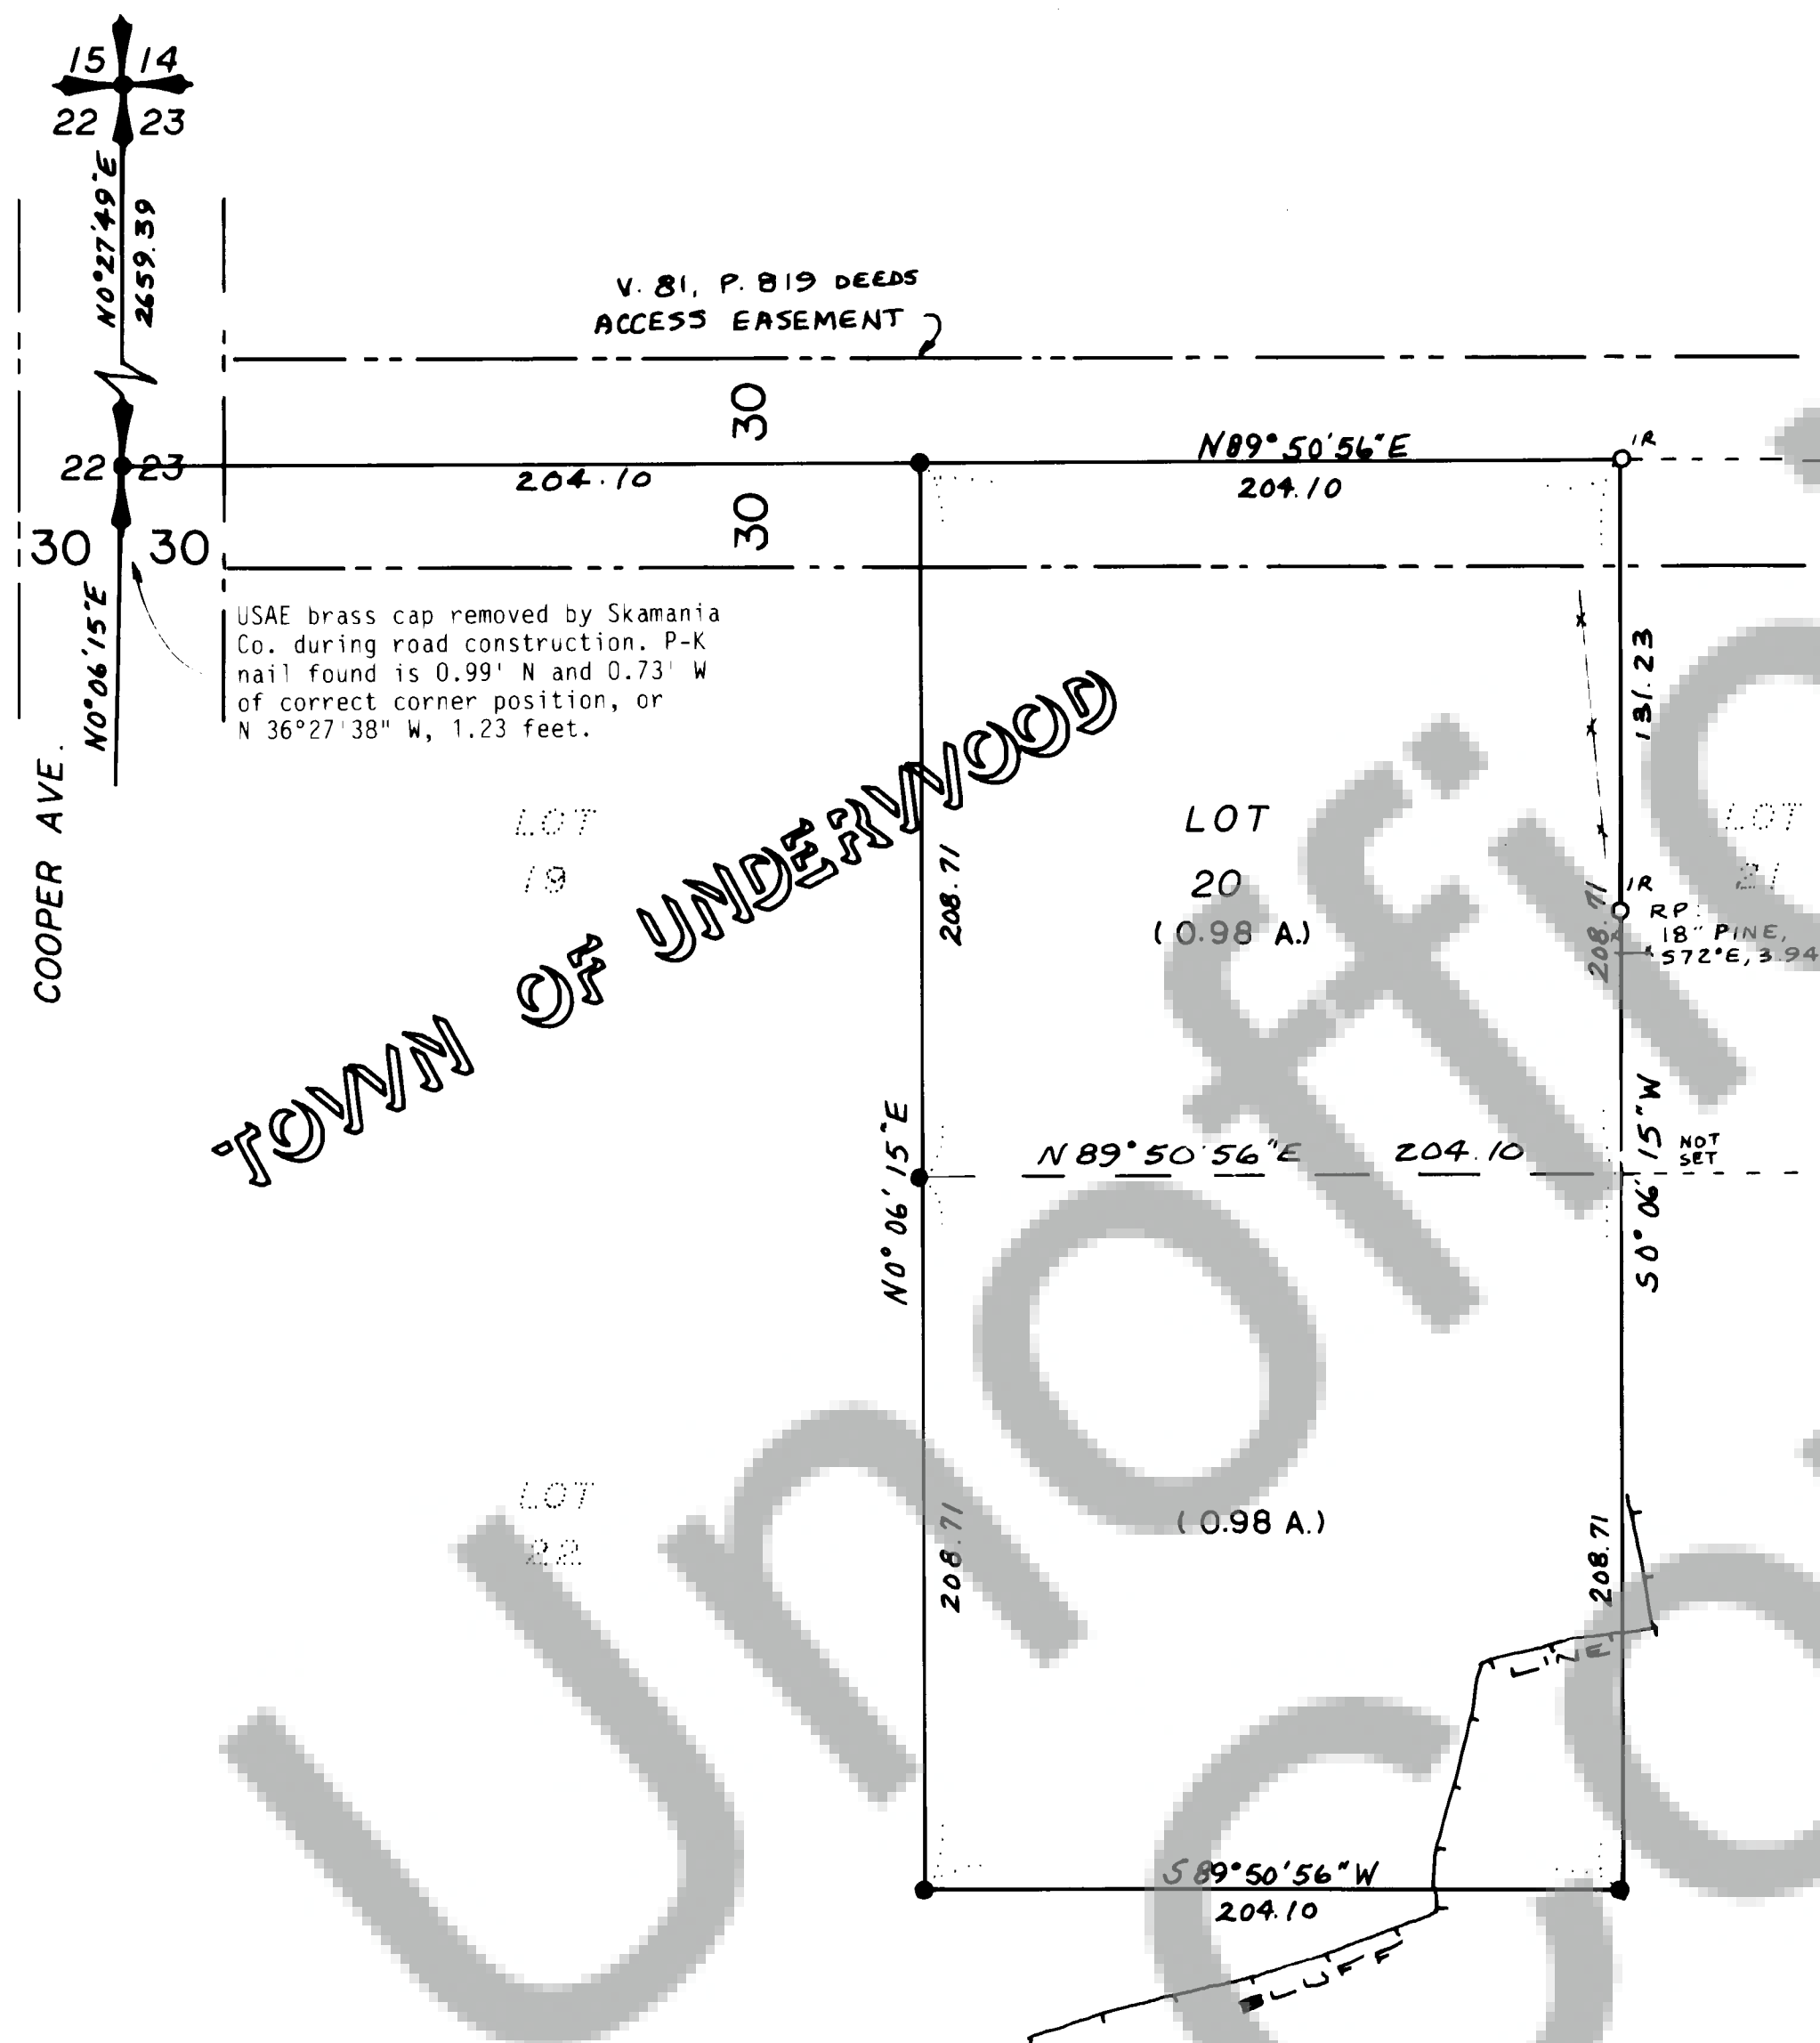 15 14
22 23
N0°27'49"E
2659.39
V. 81, P. 819 DEEDS
ACCESS EASEMENT
30
N89°50'56"E
IR
22 23
204.10
204.10
30
30 30
N0°06'15"E
USAE brass cap removed by Skamania
Co. during road construction. P-K
nail found is 0.99' N and 0.73' W
of correct corner position, or
N 36°27'38" W, 1.23 feet.
131.23
COOPER AVE.
TOWN OF UNDERWOOD
LOT
19
208.71
LOT
20
(0.98 A.)
LOT
21
208.71
IR
RP:
18" PINE,
S72°E, 3.94
N0°06'15"E
N89°50'56"E 204.10
NOT
SET
S0°06'15"W
LOT
22
208.71
(0.98 A.)
208.71
LINE
S89°50'56"W
204.10
BLUFF
Unoffic
Co